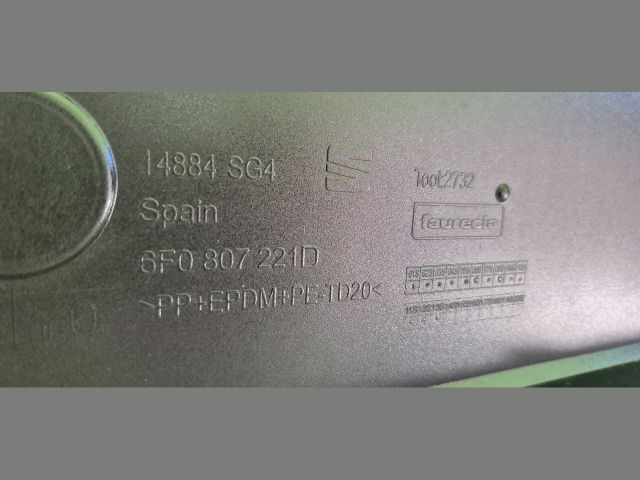 14884 SG4
Spain
6F0 807 221D
>PP+EPDM+PE-TD20<
Tool:2732
faurecia